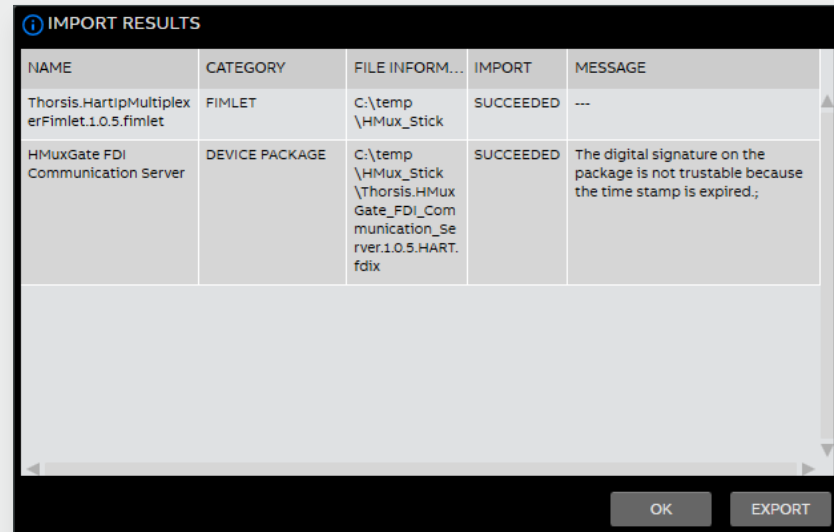 IMPORT RESULTS
NAME CATEGORY FILE INFORM... IMPORT MESSAGE
Thorsis.HartIpMultiplex
erFimlet.1.0.5.fimlet
FIMLET
C:\temp
\HMux_Stick
SUCCEEDED
---
HMuxGate FDI
Communication Server
DEVICE PACKAGE
C:\temp
\HMux_Stick
\Thorsis.HMux
Gate_FDI_Com
munication_Se
rver.1.0.5.HART.
fdix
SUCCEEDED
The digital signature on the
package is not trustable because
the time stamp is expired.;
OK EXPORT